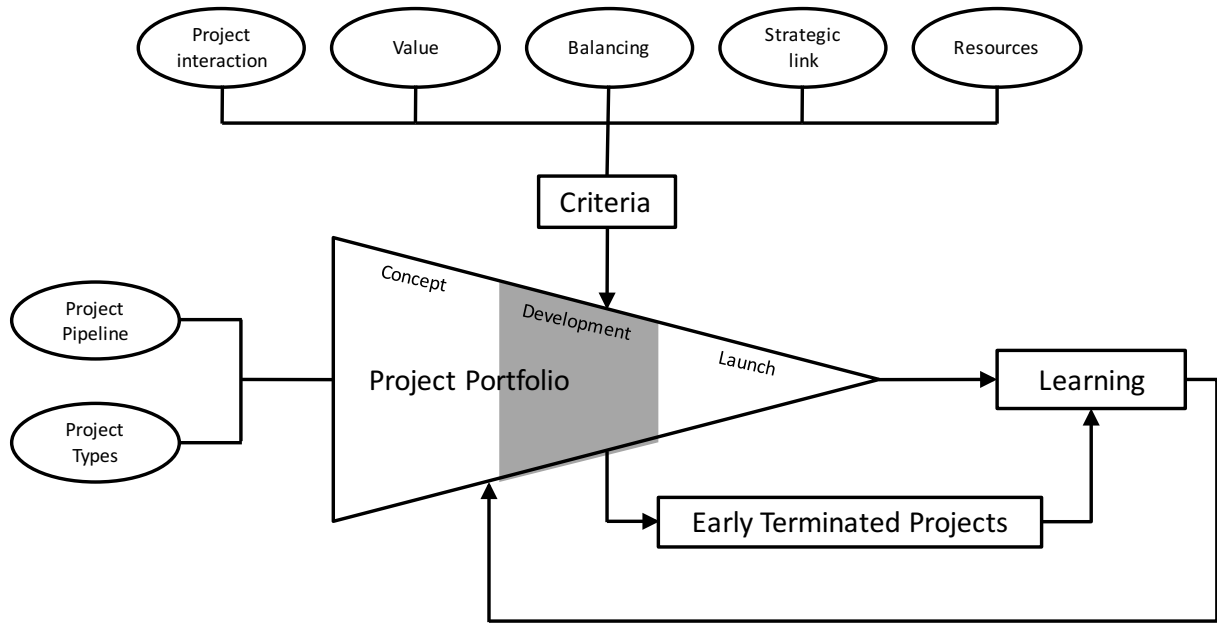 Project
interaction
Value
Balancing
Strategic
link
Resources
Criteria
Concept
Development
Launch
Project
Pipeline
Project Portfolio
Learning
Project
Types
Early Terminated Projects